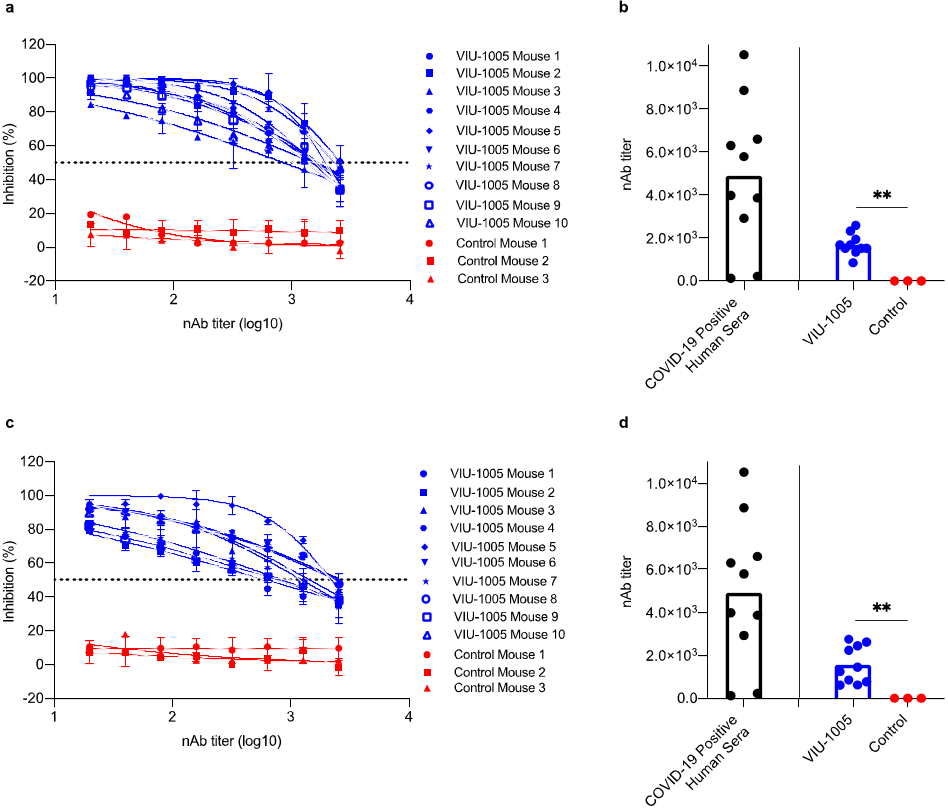 a
120
100
80
60
40
20
0
-20
Inhibition (%)
1
2
3
4
nAb titer (log10)
VIU-1005 Mouse 1
VIU-1005 Mouse 2
VIU-1005 Mouse 3
VIU-1005 Mouse 4
VIU-1005 Mouse 5
VIU-1005 Mouse 6
VIU-1005 Mouse 7
VIU-1005 Mouse 8
VIU-1005 Mouse 9
VIU-1005 Mouse 10
Control Mouse 1
Control Mouse 2
Control Mouse 3
b
1.0×10⁴
8.0×10³
6.0×10³
4.0×10³
2.0×10³
0.0
nAb titer
**
COVID-19 Positive
Human Sera
VIU-1005
Control
c
120
100
80
60
40
20
0
-20
Inhibition (%)
1
2
3
4
nAb titer (log10)
VIU-1005 Mouse 1
VIU-1005 Mouse 2
VIU-1005 Mouse 3
VIU-1005 Mouse 4
VIU-1005 Mouse 5
VIU-1005 Mouse 6
VIU-1005 Mouse 7
VIU-1005 Mouse 8
VIU-1005 Mouse 9
VIU-1005 Mouse 10
Control Mouse 1
Control Mouse 2
Control Mouse 3
d
1.0×10⁴
8.0×10³
6.0×10³
4.0×10³
2.0×10³
0.0
nAb titer
**
COVID-19 Positive
Human Sera
VIU-1005
Control